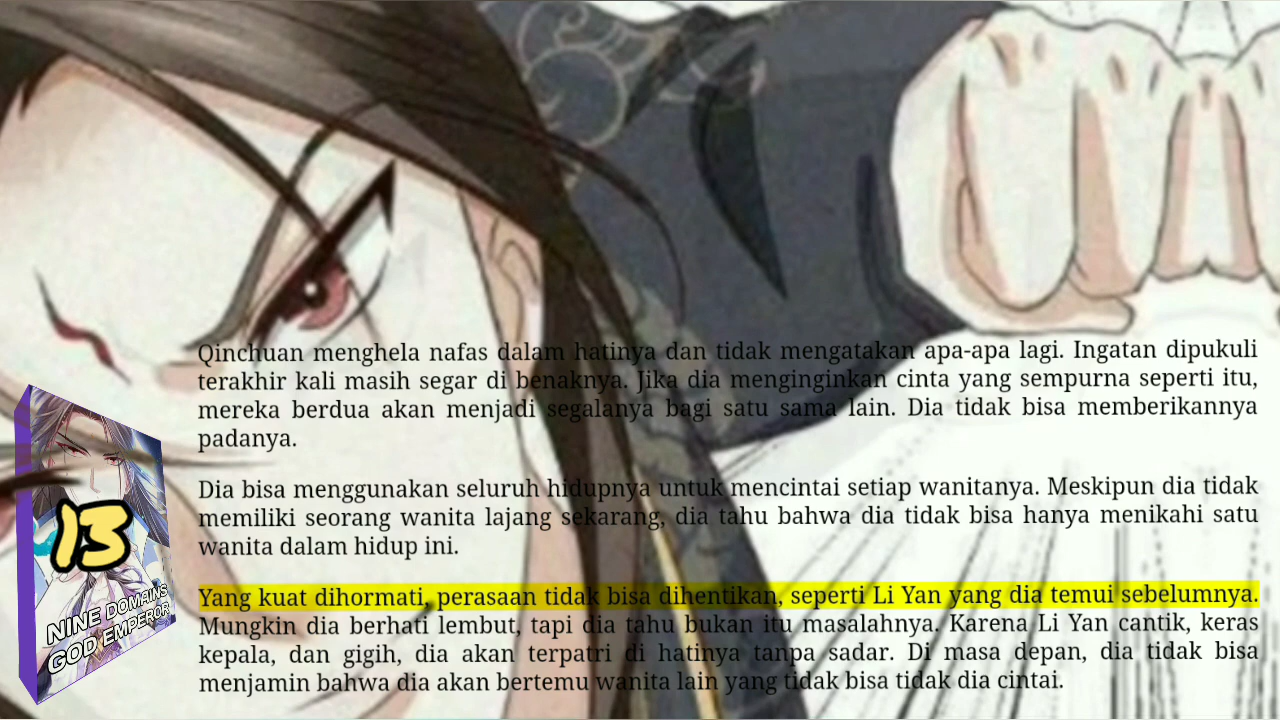 Qinchuan menghela nafas dalam hatinya dan tidak mengatakan apa-apa lagi. Ingatan dipukuli
terakhir kali masih segar di benaknya. Jika dia menginginkan cinta yang sempurna seperti itu,
mereka berdua akan menjadi segalanya bagi satu sama lain. Dia tidak bisa memberikannya
padanya.
Dia bisa menggunakan seluruh hidupnya untuk mencintai setiap wanitanya. Meskipun dia tidak
memiliki seorang wanita lajang sekarang, dia tahu bahwa dia tidak bisa hanya menikahi satu
wanita dalam hidup ini.
Yang kuat dihormati, perasaan tidak bisa dihentikan, seperti Li Yan yang dia temui sebelumnya.
Mungkin dia berhati lembut, tapi dia tahu bukan itu masalahnya. Karena Li Yan cantik, keras
kepala, dan gigih, dia akan terpatri di hatinya tanpa sadar. Di masa depan, dia tidak bisa
menjamin bahwa dia akan bertemu wanita lain yang tidak bisa tidak dia cintai.
13
NINE DOMAINS
GOD EMPEROR